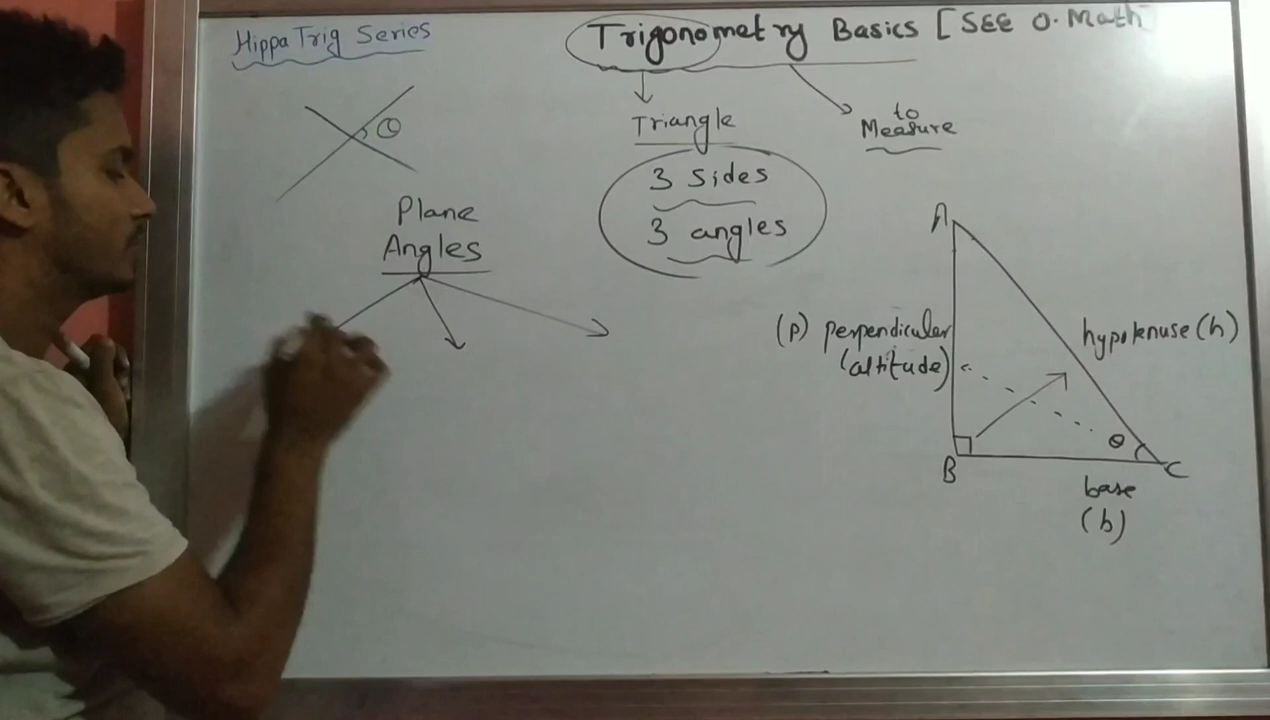 Hippa Trig Series
Trigonometry Basics [SEE O.Math
Triangle
to
Measure
3 Sides
3 angles
θ
Plane
Angles
A
(p) perpendicular
(altitude)
hypotenuse (h)
θ
B
C
base
(b)